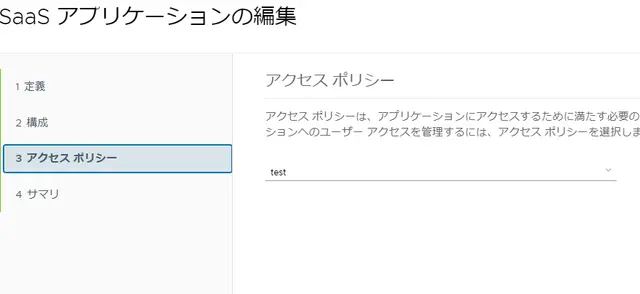 SaaS アプリケーションの編集
1 定義
2 構成
3 アクセス ポリシー
4 サマリ
アクセス ポリシー
アクセス ポリシーは、アプリケーションにアクセスするために満たす必要の
ションへのユーザー アクセスを管理するには、アクセス ポリシーを選択しま
test